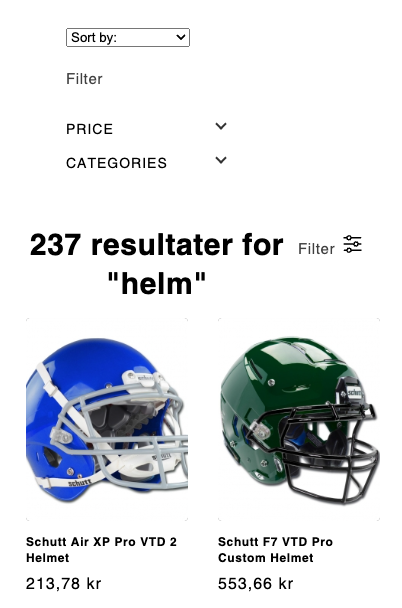 Sort by:
Filter
PRICE
CATEGORIES
237 resultater for
"helm"
Filter
schutt
Schutt Air XP Pro VTD 2
Helmet
213,78 kr
Schutt F7 VTD Pro
Custom Helmet
553,66 kr